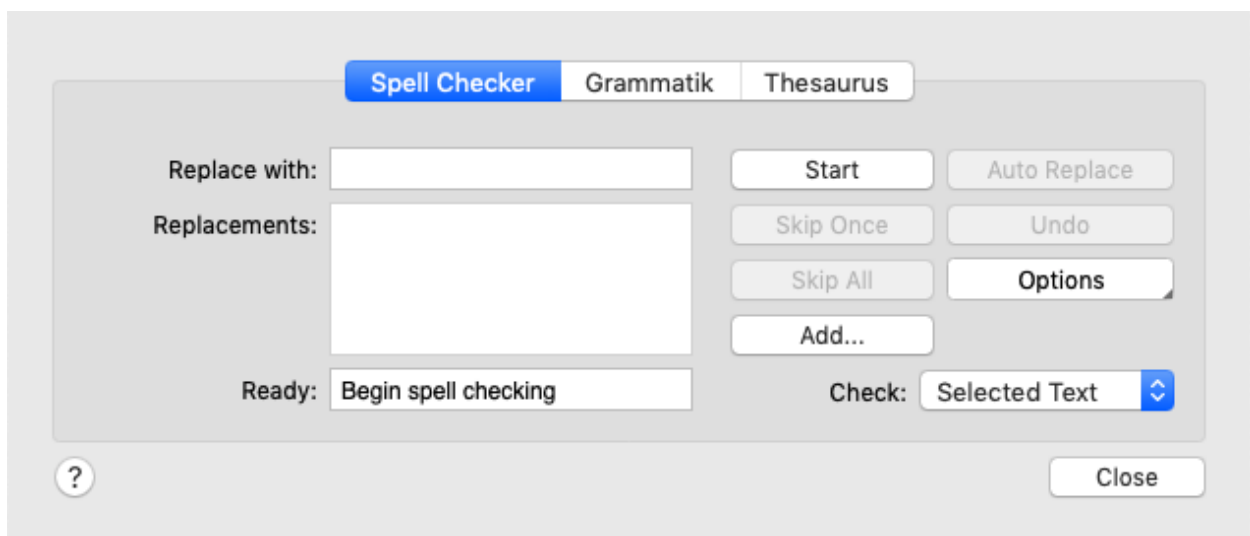 Spell Checker Grammatik Thesaurus
Replace with: Start Auto Replace
Replacements: Skip Once Undo
Skip All Options
Add...
Ready: Begin spell checking Check: Selected Text
? Close